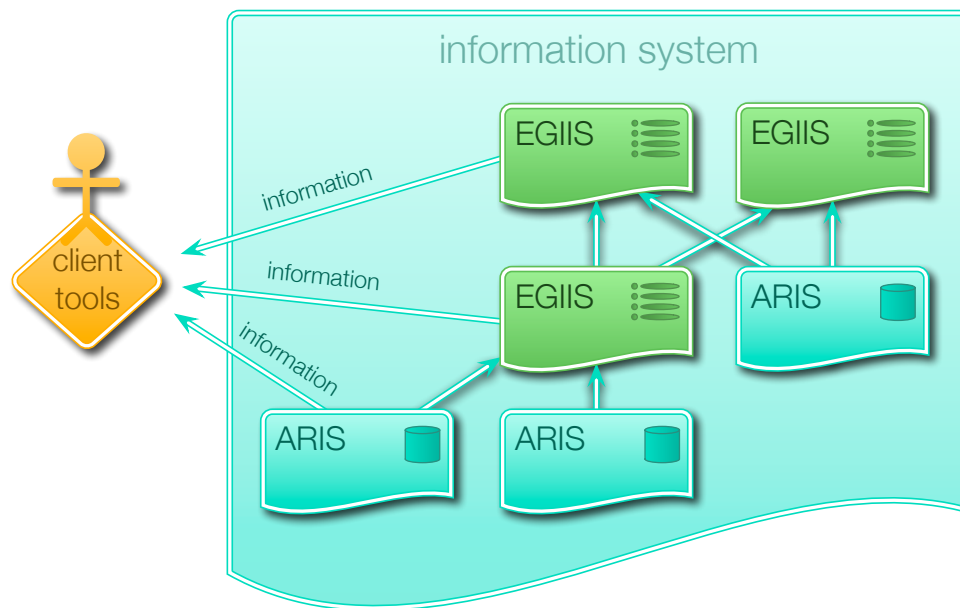 information system
EGIIS
EGIIS
information
client
tools
information
EGIIS
ARIS
information
ARIS
ARIS